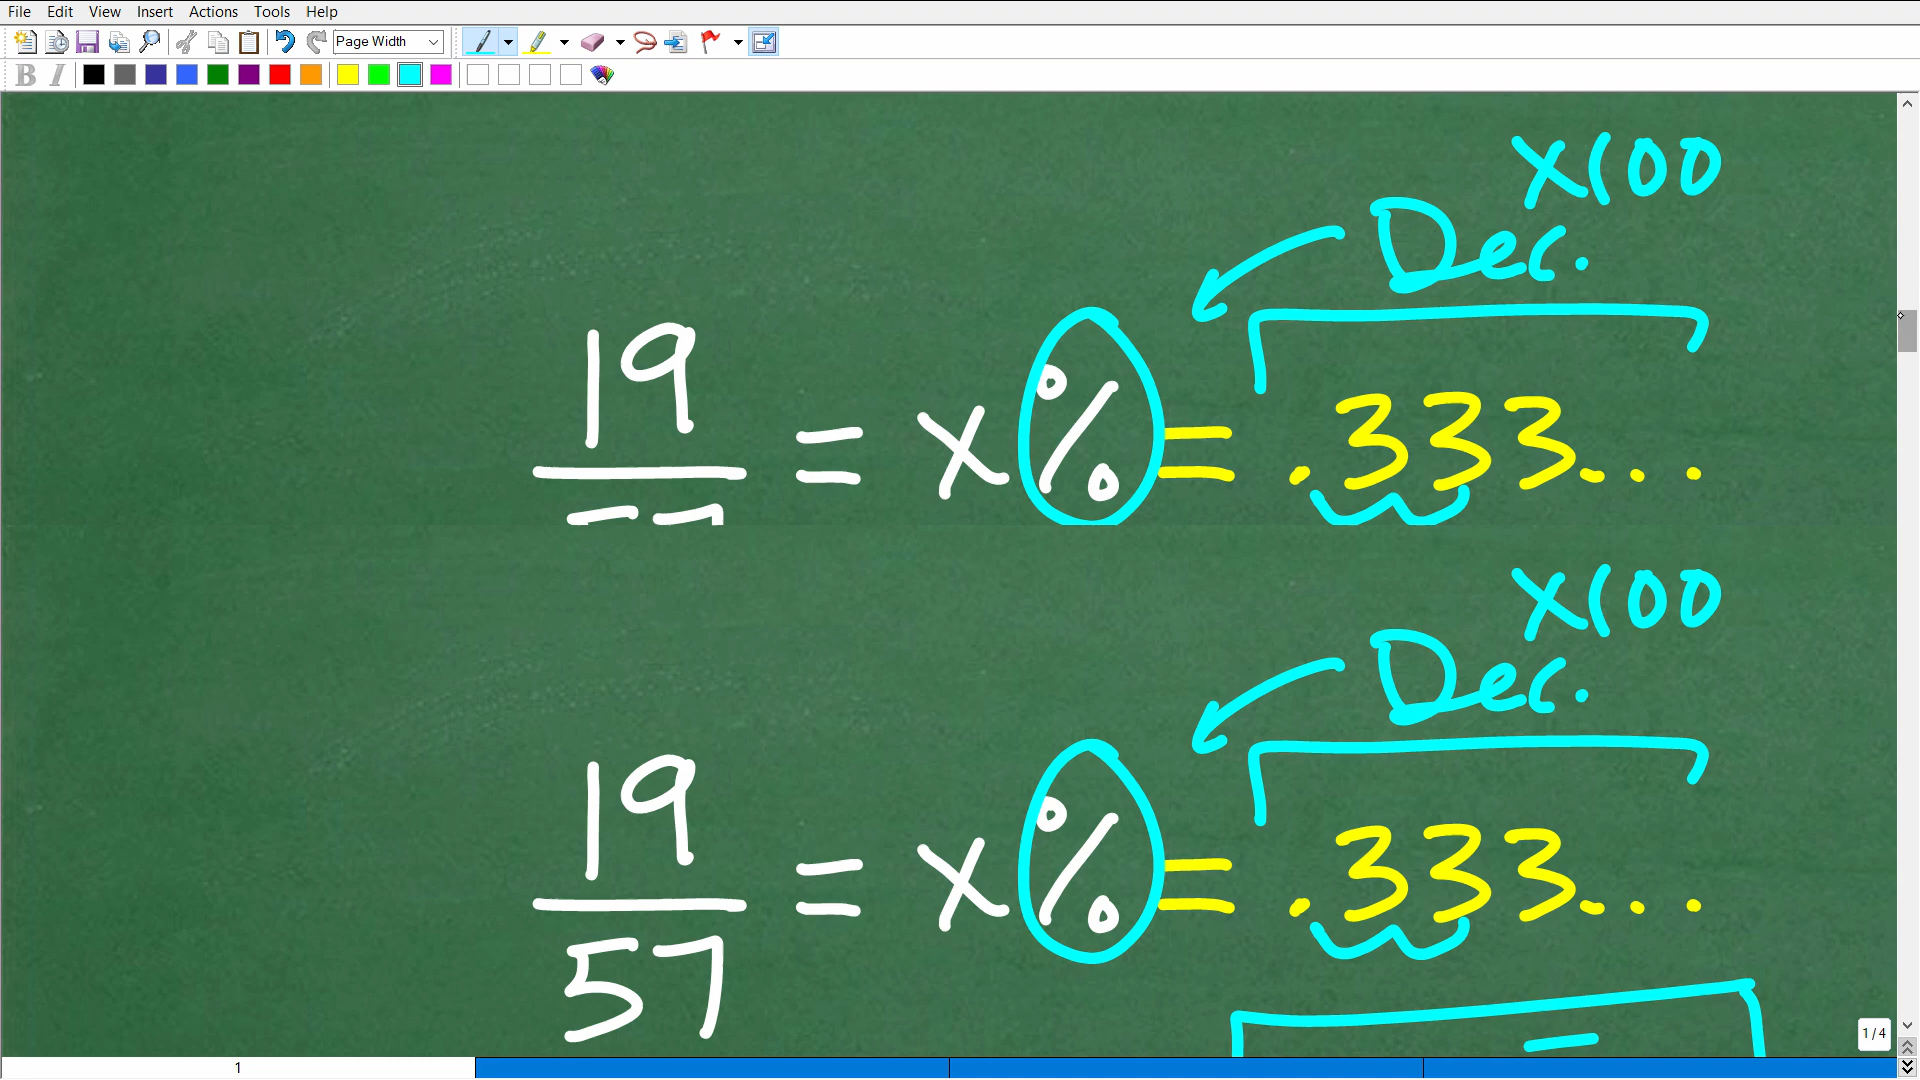 File Edit View Insert Actions Tools Help
Page Width
B I
x100
Dec.
19
= x% = .333...
x100
Dec.
19
= x% = .333...
57
1 / 4
1